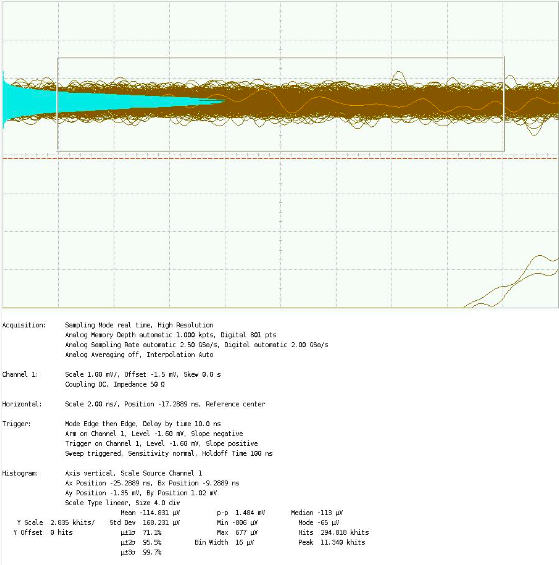 Acquisition: Sampling Mode real time, High Resolution
Analog Memory Depth automatic 1.000 kpts, Digital 801 pts
Analog Sampling Rate automatic 2.50 GSa/s, Digital automatic 2.00 GSa/s
Analog Averaging off, Interpolation Auto
Channel 1: Scale 1.00 mV/, Offset -1.5 mV, Skew 0.0 s
Coupling DC, Impedance 50 Ω
Horizontal: Scale 2.00 ns/, Position -17.2889 ns, Reference center
Trigger: Mode Edge then Edge, Delay by time 10.0 ns
Arm on Channel 1, Level -1.60 mV, Slope negative
Trigger on Channel 1, Level -1.60 mV, Slope positive
Sweep triggered, Sensitivity normal, Holdoff Time 100 ns
Histogram: Axis vertical, Scale Source Channel 1
Ax Position -25.2889 ns, Bx Position -9.2889 ns
Ay Position -1.35 mV, By Position 1.02 mV
Scale Type linear, Size 4.0 div
Mean -114.831 µV p-p 1.484 mV Median -113 µV
Y Scale 2.835 khits/ Std Dev 168.231 µV Min -806 µV Mode -65 µV
Y Offset 0 hits µ±1σ 71.1% Max 677 µV Hits 294.818 khits
µ±2σ 95.5% Bin Width 16 µV Peak 11.340 khits
µ±3σ 99.7%